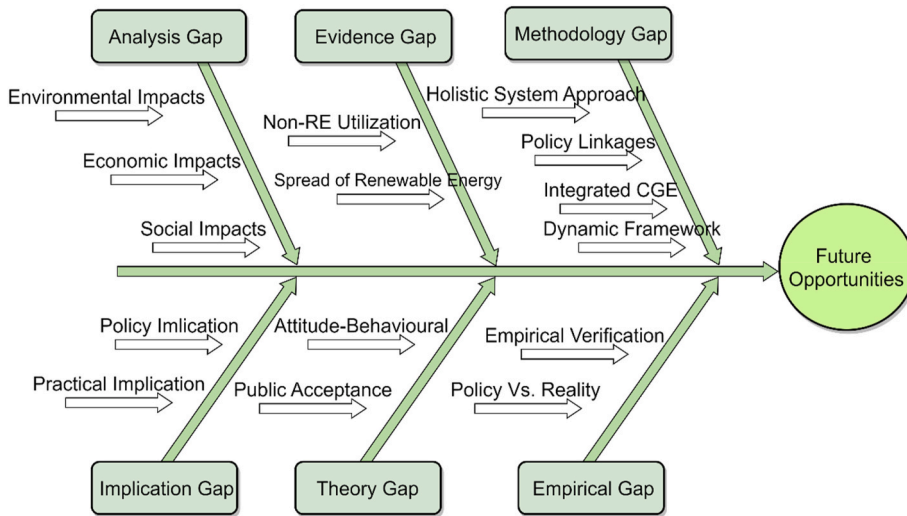 Analysis Gap
Evidence Gap
Methodology Gap
Environmental Impacts
Economic Impacts
Social Impacts
Non-RE Utilization
Spread of Renewable Energy
Holistic System Approach
Policy Linkages
Integrated CGE
Dynamic Framework
Future
Opportunities
Policy Imlication
Practical Implication
Attitude-Behavioural
Public Acceptance
Empirical Verification
Policy Vs. Reality
Implication Gap
Theory Gap
Empirical Gap